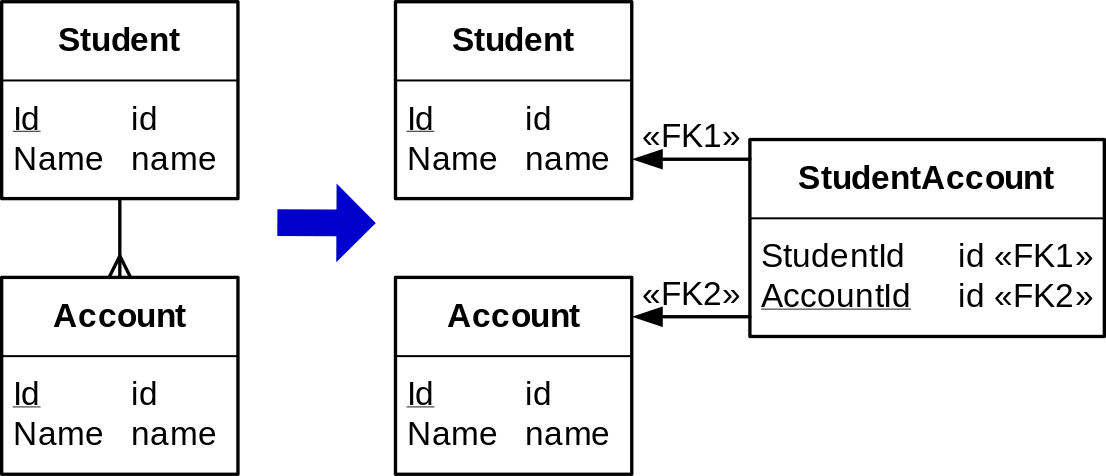 Student
Id id
Name name
Account
Id id
Name name
Student
Id id
Name name
Account
Id id
Name name
«FK1»
«FK2»
StudentAccount
StudentId id «FK1»
AccountId id «FK2»